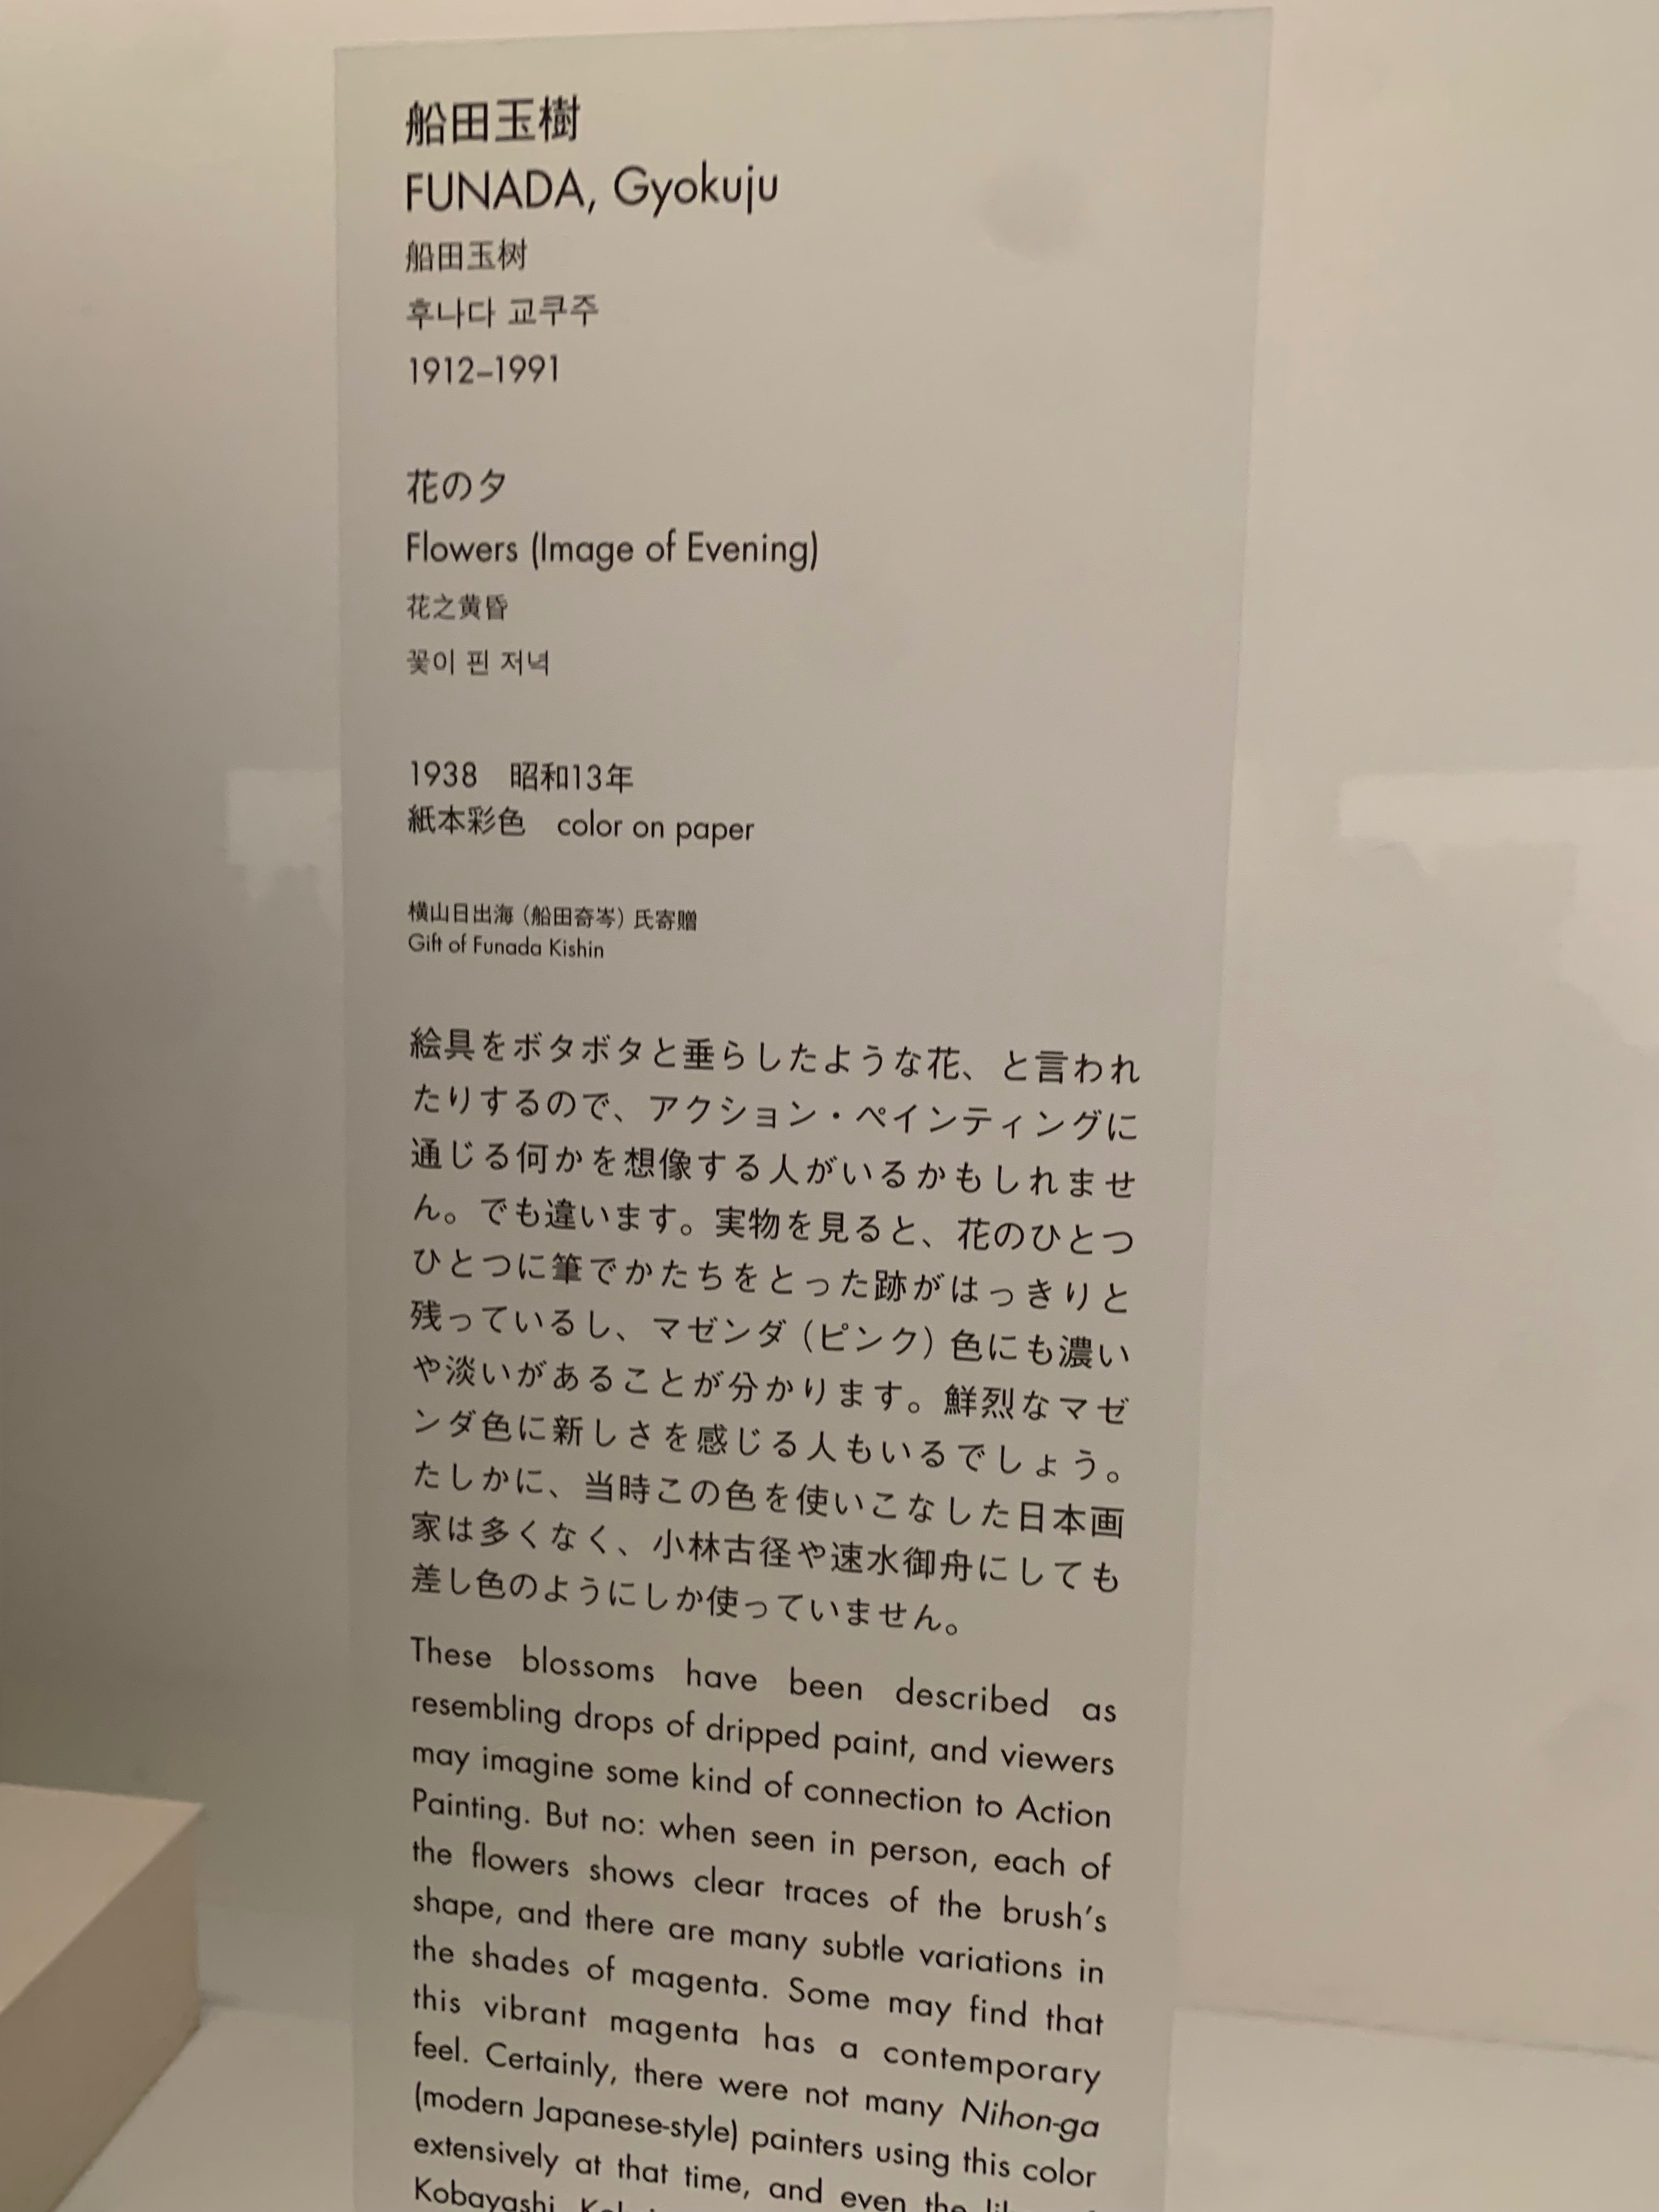 船田玉樹
FUNADA, Gyokuju
船田玉树
후나다 교쿠주
1912–1991
花の夕
Flowers (Image of Evening)
花之黄昏
꽃이 핀 저녁
1938　昭和13年
紙本彩色　color on paper
横山日出海（船田奇岑）氏寄贈
Gift of Funada Kishin
絵具をボタボタと垂らしたような花、と言われ
たりするので、アクション・ペインティングに
通じる何かを想像する人がいるかもしれませ
ん。でも違います。実物を見ると、花のひとつ
ひとつに筆でかたちをとった跡がはっきりと
残っているし、マゼンダ（ピンク）色にも濃い
や淡いがあることが分かります。鮮烈なマゼ
ンダ色に新しさを感じる人もいるでしょう。
たしかに、当時この色を使いこなした日本画
家は多くなく、小林古径や速水御舟にしても
差し色のようにしか使っていません。
These blossoms have been described as
resembling drops of dripped paint, and viewers
may imagine some kind of connection to Action
Painting. But no: when seen in person, each of
the flowers shows clear traces of the brush's
shape, and there are many subtle variations in
the shades of magenta. Some may find that
this vibrant magenta has a contemporary
feel. Certainly, there were not many Nihon-ga
(modern Japanese-style) painters using this color
extensively at that time, and even the
Kobayashi